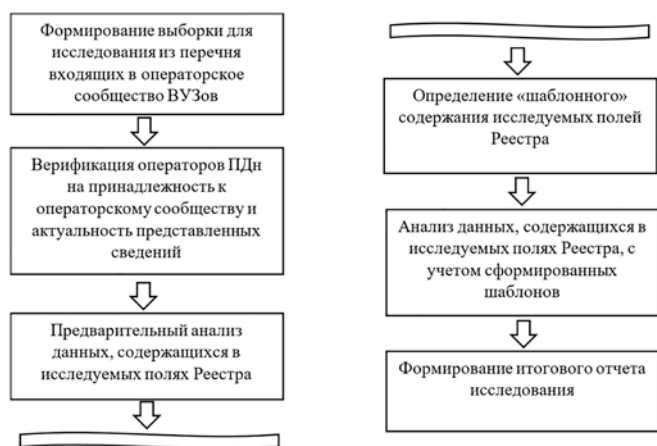 Формирование выборки для
исследования из перечня
входящих в операторское
сообщество ВУЗов
Верификация операторов ПДн
на принадлежность к
операторскому сообществу и
актуальность представленных
сведений
Предварительный анализ
данных, содержащихся в
исследуемых полях Реестра
Определение «шаблонного»
содержания исследуемых полей
Реестра
Анализ данных, содержащихся в
исследуемых полях Реестра, с
учетом сформированных
шаблонов
Формирование итогового отчета
исследования